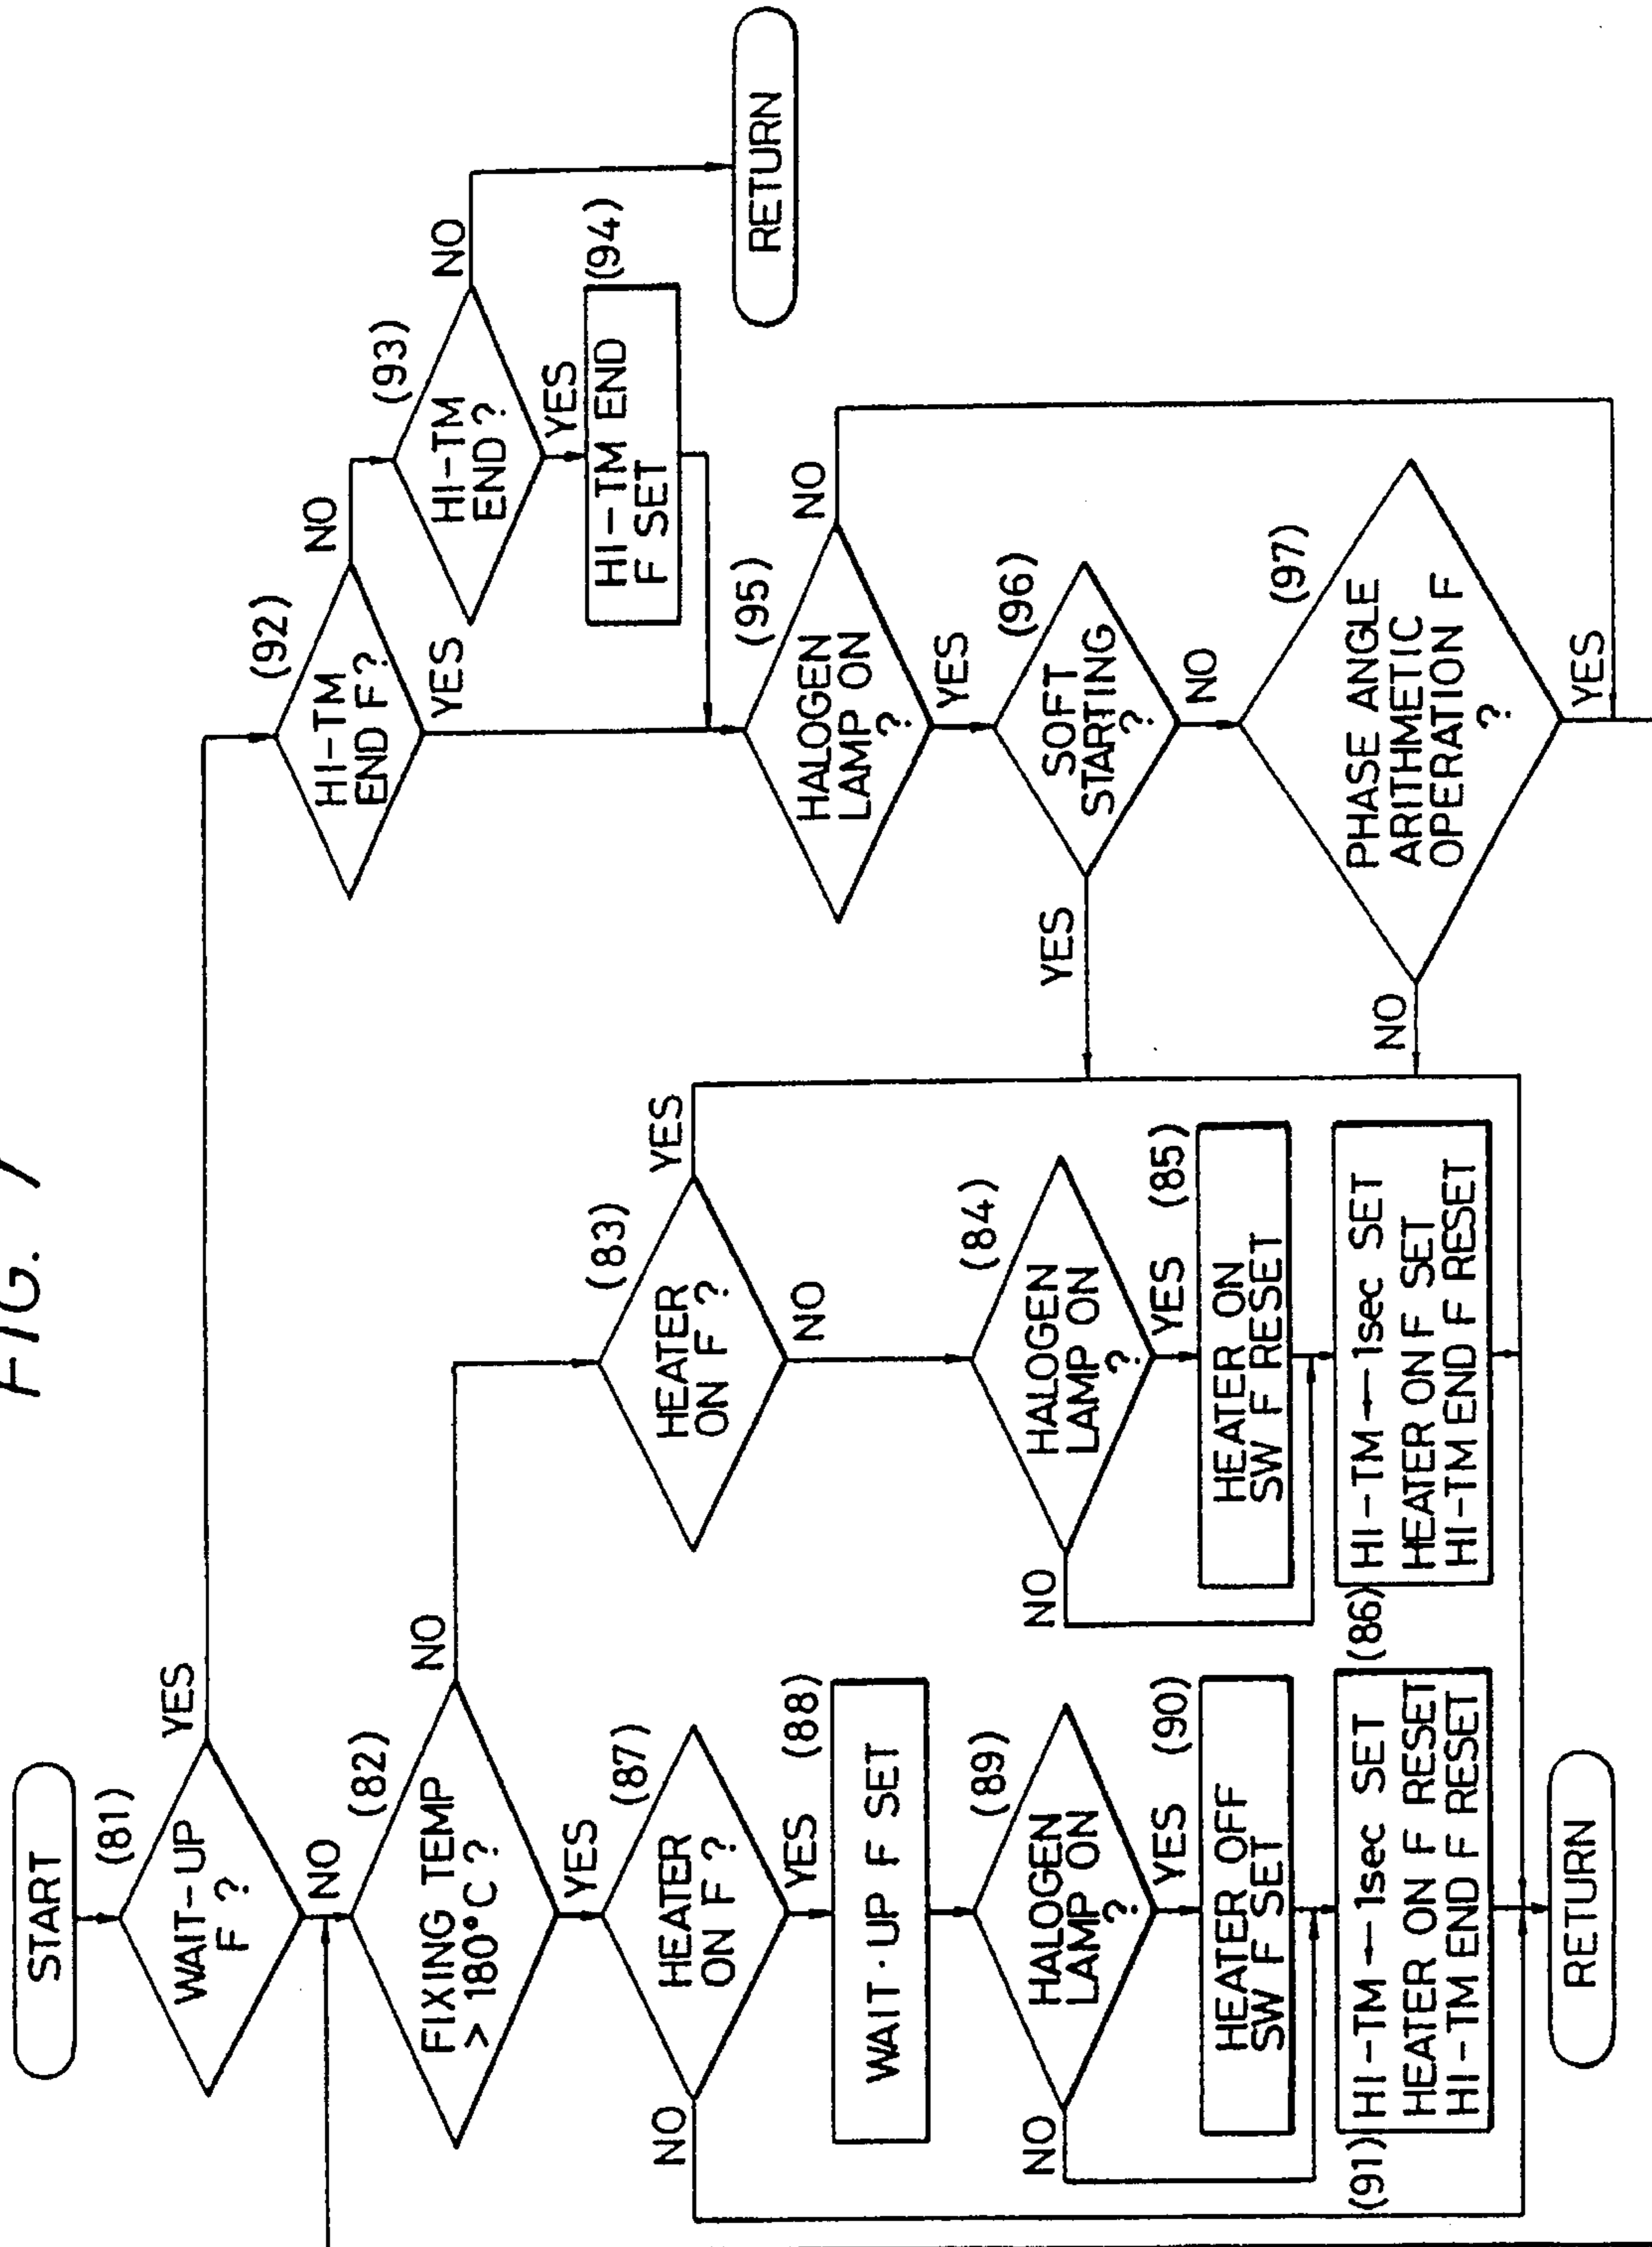 FIG. 7
START
(81)
WAIT-UP
F ?
YES
NO
(82)
FIXING TEMP
> 180°C ?
NO
YES
(87)
HEATER
ON F ?
NO
YES
(88)
WAIT·UP F SET
(89)
HALOGEN
LAMP ON
?
NO
YES
(90)
HEATER OFF
SW F SET
(91)
HI-TM←1sec SET
HEATER ON F RESET
HI-TM END F RESET
RETURN
(83)
HEATER
ON F ?
YES
NO
(84)
HALOGEN
LAMP ON
?
NO
YES
(85)
HEATER ON
SW F RESET
(86)
HI-TM←1sec SET
HEATER ON F SET
HI-TM END F RESET
(92)
HI-TM
END F ?
NO
YES
(93)
HI-TM
END ?
NO
YES
(94)
HI-TM END
F SET
RETURN
(95)
HALOGEN
LAMP ON
?
NO
YES
(96)
SOFT
STARTING
?
YES
NO
(97)
PHASE ANGLE
ARITHMETIC
OPERATION F
?
NO
YES